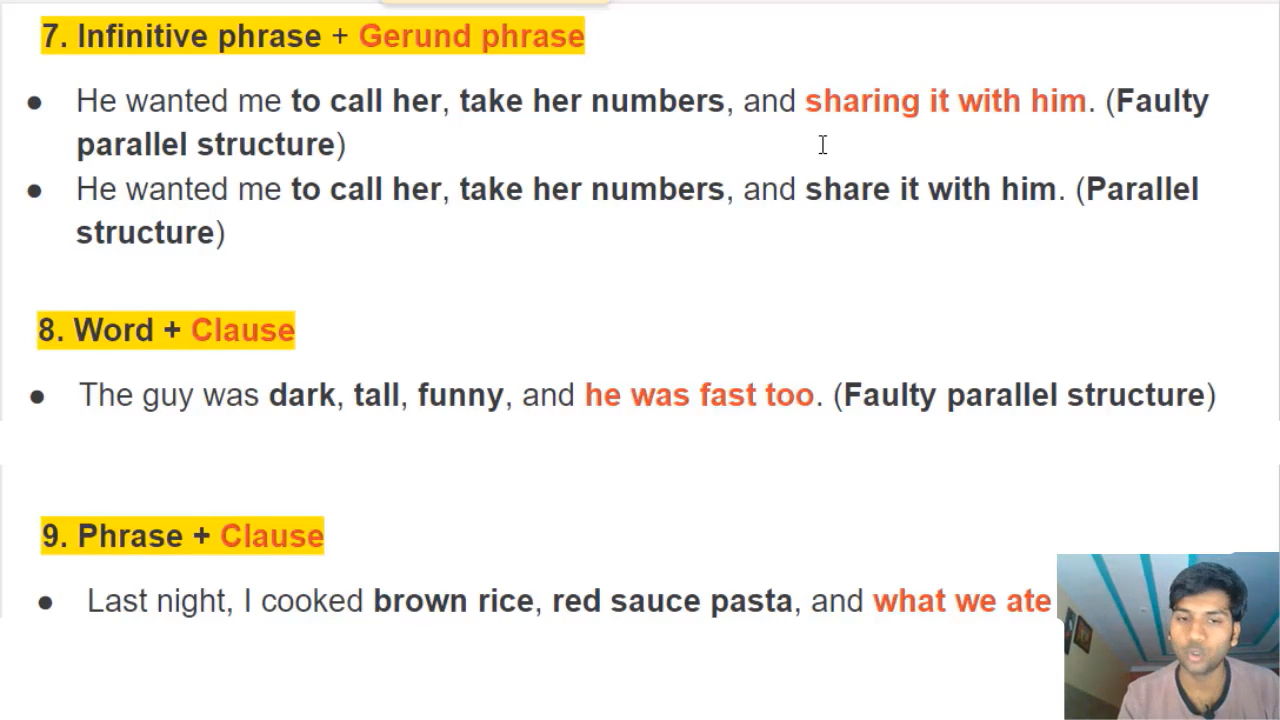 7. Infinitive phrase + Gerund phrase
● He wanted me to call her, take her numbers, and sharing it with him. (Faulty
parallel structure)
● He wanted me to call her, take her numbers, and share it with him. (Parallel
structure)
8. Word + Clause
● The guy was dark, tall, funny, and he was fast too. (Faulty parallel structure)
9. Phrase + Clause
● Last night, I cooked brown rice, red sauce pasta, and what we ate